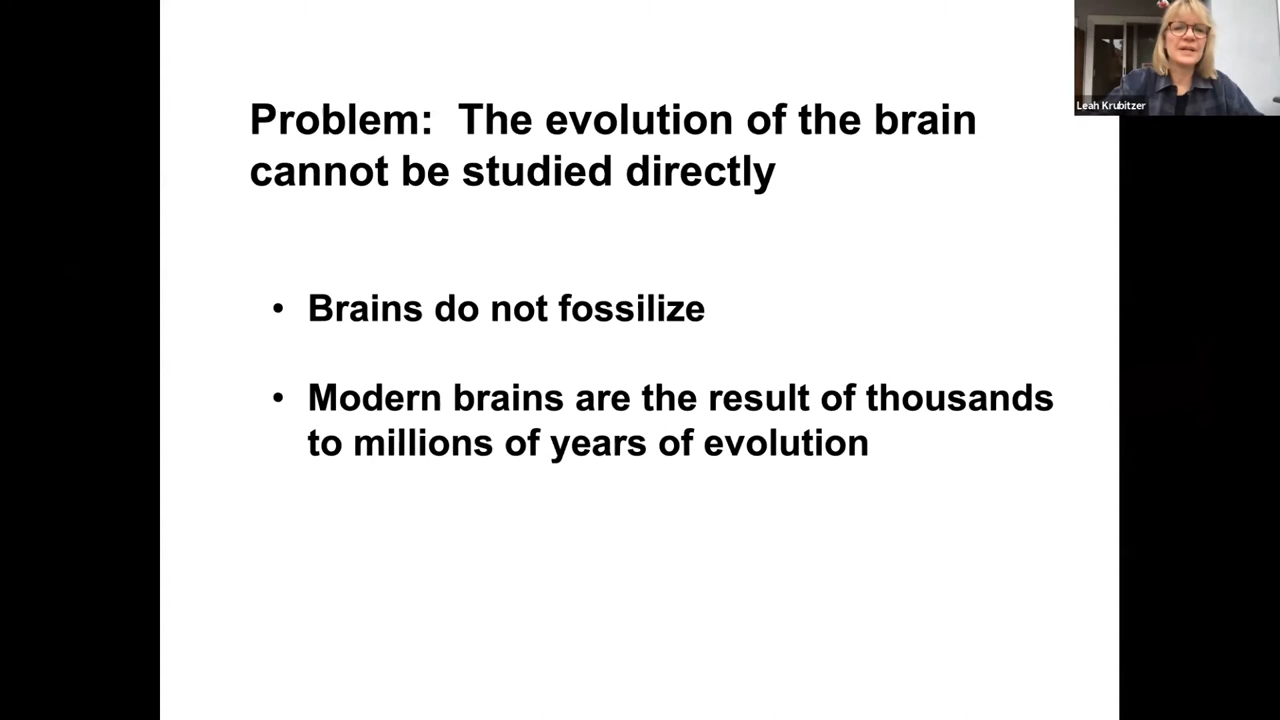 Problem:  The evolution of the brain
cannot be studied directly
• Brains do not fossilize
• Modern brains are the result of thousands
to millions of years of evolution
Leah Krubitzer